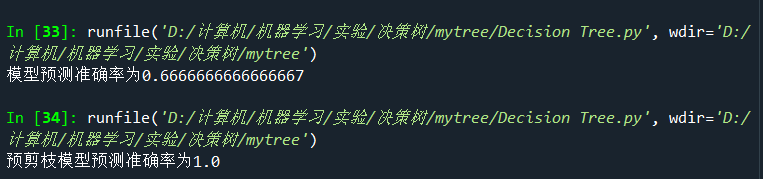 In [33]: runfile('D:/计算机/机器学习/实验/决策树/mytree/Decision Tree.py', wdir='D:/
计算机/机器学习/实验/决策树/mytree')
模型预测准确率为0.6666666666666667
In [34]: runfile('D:/计算机/机器学习/实验/决策树/mytree/Decision Tree.py', wdir='D:/
计算机/机器学习/实验/决策树/mytree')
预剪枝模型预测准确率为1.0